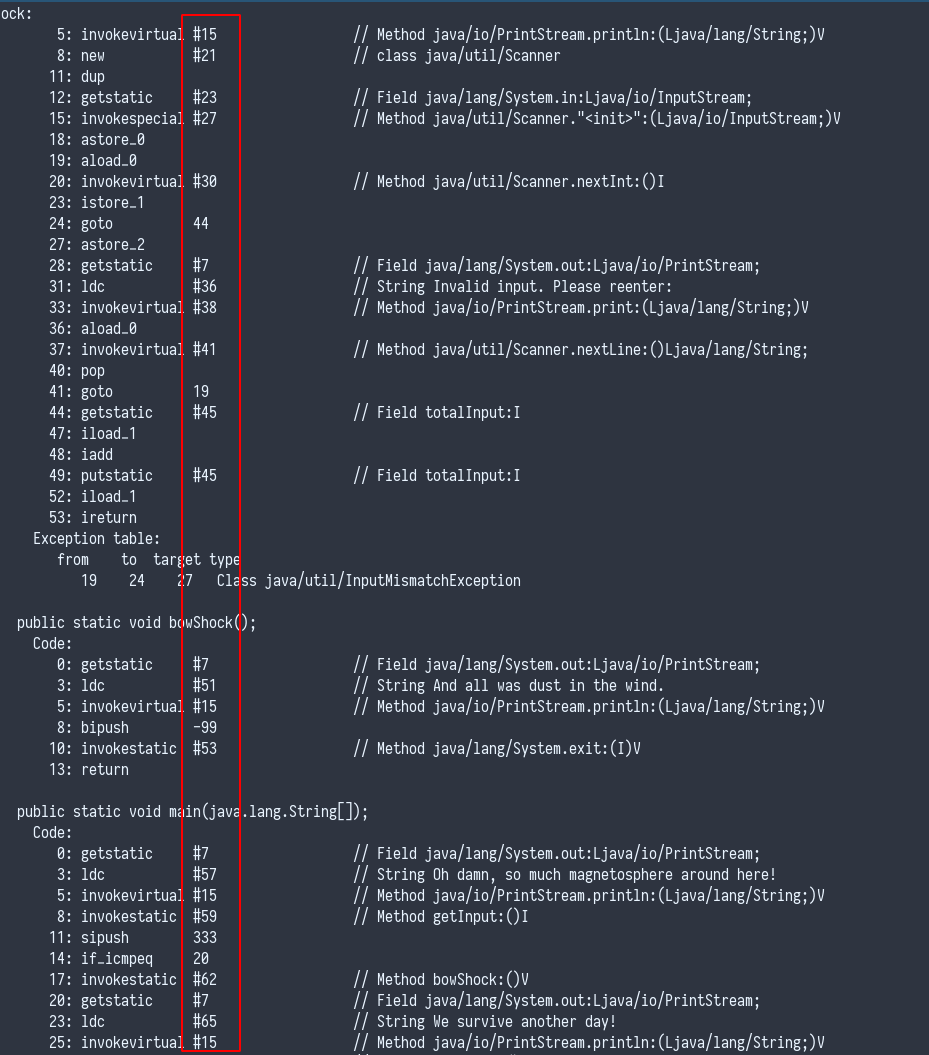 ock:
5: invokevirtual #15 // Method java/io/PrintStream.println:(Ljava/lang/String;)V
8: new #21 // class java/util/Scanner
11: dup
12: getstatic #23 // Field java/lang/System.in:Ljava/io/InputStream;
15: invokespecial #27 // Method java/util/Scanner."<init>":(Ljava/io/InputStream;)V
18: astore_0
19: aload_0
20: invokevirtual #30 // Method java/util/Scanner.nextInt:()I
23: istore_1
24: goto 44
27: astore_2
28: getstatic #7 // Field java/lang/System.out:Ljava/io/PrintStream;
31: ldc #36 // String Invalid input. Please reenter:
33: invokevirtual #38 // Method java/io/PrintStream.print:(Ljava/lang/String;)V
36: aload_0
37: invokevirtual #41 // Method java/util/Scanner.nextLine:()Ljava/lang/String;
40: pop
41: goto 19
44: getstatic #45 // Field totalInput:I
47: iload_1
48: iadd
49: putstatic #45 // Field totalInput:I
52: iload_1
53: ireturn
Exception table:
from to target type
19 24 27 Class java/util/InputMismatchException
public static void bowShock();
Code:
0: getstatic #7 // Field java/lang/System.out:Ljava/io/PrintStream;
3: ldc #51 // String And all was dust in the wind.
5: invokevirtual #15 // Method java/io/PrintStream.println:(Ljava/lang/String;)V
8: bipush -99
10: invokestatic #53 // Method java/lang/System.exit:(I)V
13: return
public static void main(java.lang.String[]);
Code:
0: getstatic #7 // Field java/lang/System.out:Ljava/io/PrintStream;
3: ldc #57 // String Oh damn, so much magnetosphere around here!
5: invokevirtual #15 // Method java/io/PrintStream.println:(Ljava/lang/String;)V
8: invokestatic #59 // Method getInput:()I
11: sipush 333
14: if_icmpeq 20
17: invokestatic #62 // Method bowShock:()V
20: getstatic #7 // Field java/lang/System.out:Ljava/io/PrintStream;
23: ldc #65 // String We survive another day!
25: invokevirtual #15 // Method java/io/PrintStream.println:(Ljava/lang/String;)V